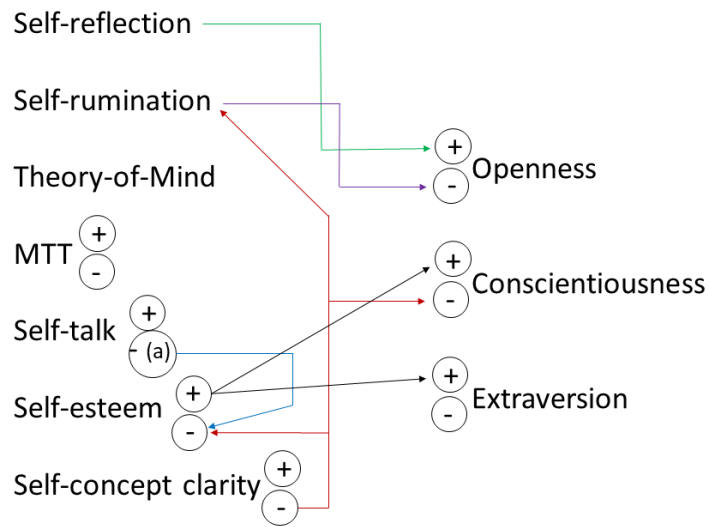 Self-reflection
Self-rumination
+
Openness
-
Theory-of-Mind
+
MTT
-
+
Conscientiousness
-
+
Self-talk
- (a)
+
Extraversion
-
+
Self-esteem
-
+
Self-concept clarity
-